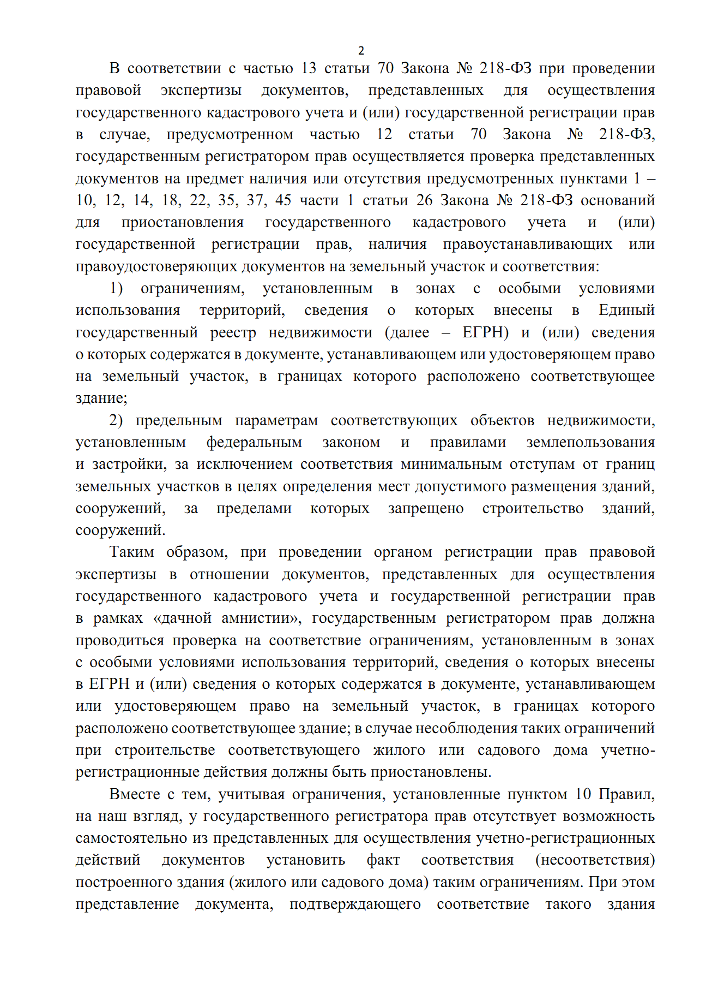 2
В соответствии с частью 13 статьи 70 Закона № 218-ФЗ при проведении
правовой экспертизы документов, представленных для осуществления
государственного кадастрового учета и (или) государственной регистрации прав
в случае, предусмотренном частью 12 статьи 70 Закона № 218-ФЗ,
государственным регистратором прав осуществляется проверка представленных
документов на предмет наличия или отсутствия предусмотренных пунктами 1 –
10, 12, 14, 18, 22, 35, 37, 45 части 1 статьи 26 Закона № 218-ФЗ оснований
для приостановления государственного кадастрового учета и (или)
государственной регистрации прав, наличия правоустанавливающих или
правоудостоверяющих документов на земельный участок и соответствия:
1) ограничениям, установленным в зонах с особыми условиями
использования территорий, сведения о которых внесены в Единый
государственный реестр недвижимости (далее – ЕГРН) и (или) сведения
о которых содержатся в документе, устанавливающем или удостоверяющем право
на земельный участок, в границах которого расположено соответствующее
здание;
2) предельным параметрам соответствующих объектов недвижимости,
установленным федеральным законом и правилами землепользования
и застройки, за исключением соответствия минимальным отступам от границ
земельных участков в целях определения мест допустимого размещения зданий,
сооружений, за пределами которых запрещено строительство зданий,
сооружений.
Таким образом, при проведении органом регистрации прав правовой
экспертизы в отношении документов, представленных для осуществления
государственного кадастрового учета и государственной регистрации прав
в рамках «дачной амнистии», государственным регистратором прав должна
проводиться проверка на соответствие ограничениям, установленным в зонах
с особыми условиями использования территорий, сведения о которых внесены
в ЕГРН и (или) сведения о которых содержатся в документе, устанавливающем
или удостоверяющем право на земельный участок, в границах которого
расположено соответствующее здание; в случае несоблюдения таких ограничений
при строительстве соответствующего жилого или садового дома учетно-
регистрационные действия должны быть приостановлены.
Вместе с тем, учитывая ограничения, установленные пунктом 10 Правил,
на наш взгляд, у государственного регистратора прав отсутствует возможность
самостоятельно из представленных для осуществления учетно-регистрационных
действий документов установить факт соответствия (несоответствия)
построенного здания (жилого или садового дома) таким ограничениям. При этом
представление документа, подтверждающего соответствие такого здания